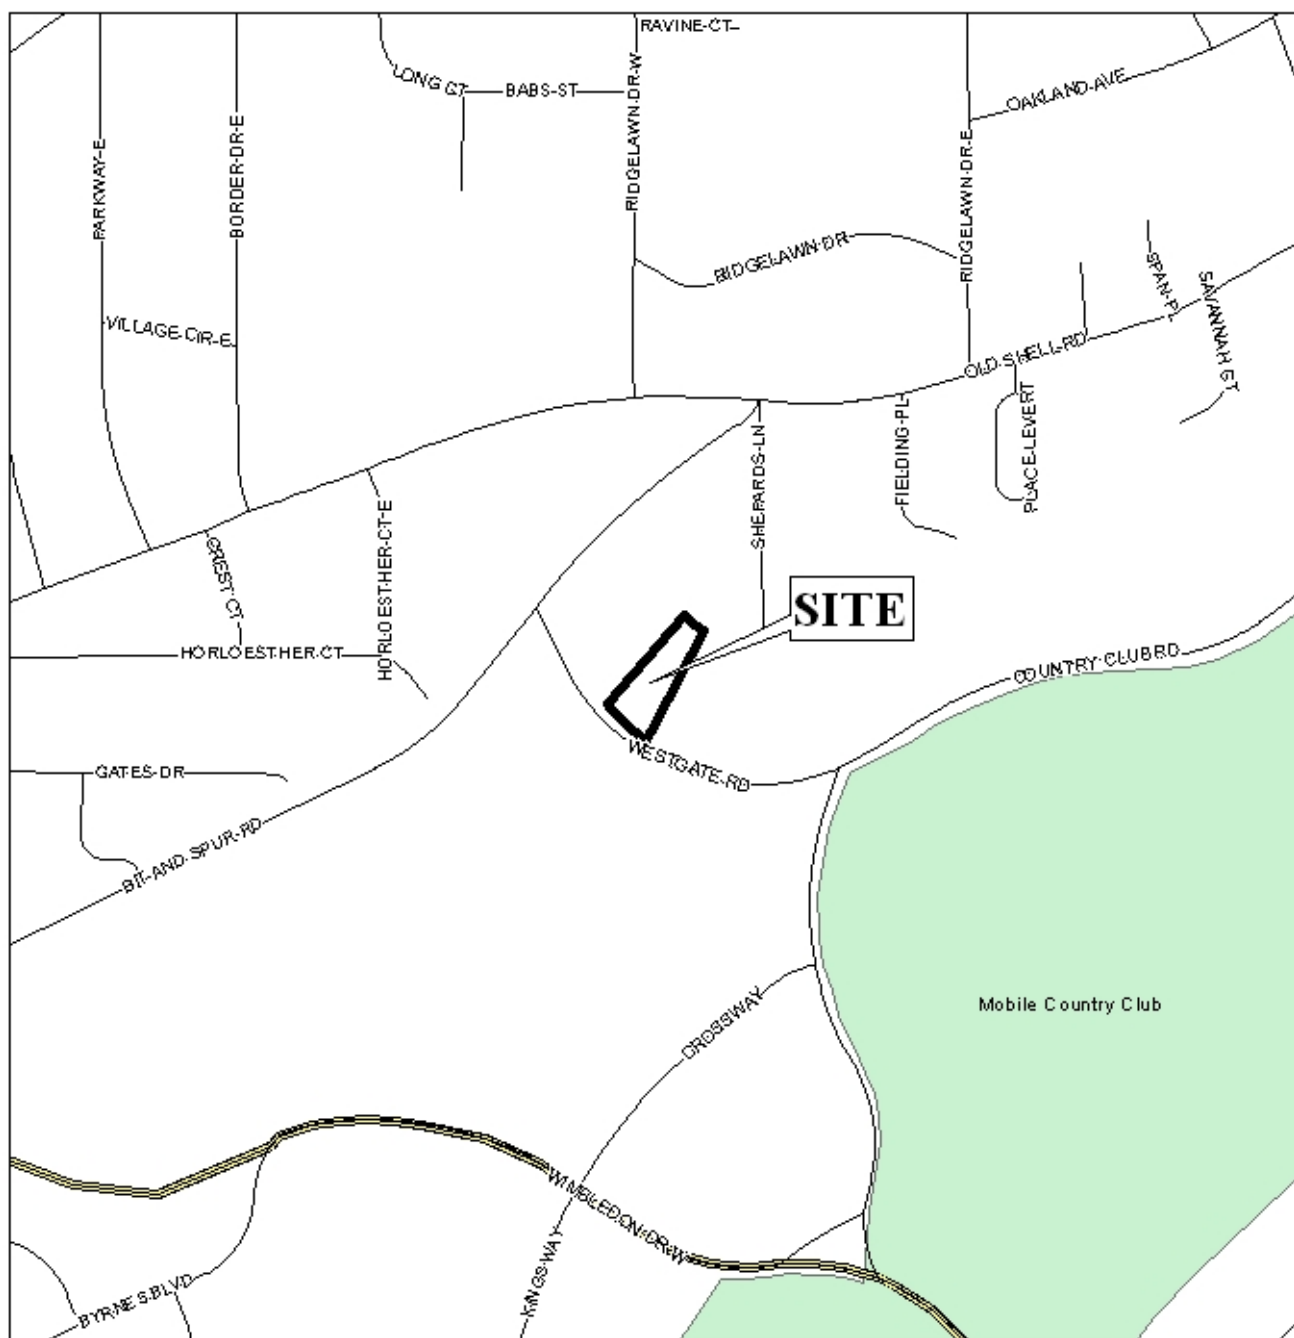 RAVINE-CT
LONG CT
BABS-ST
RIDGELAWN-DR-W
OAKLAND-AVE
PARKWAY-E
BORDER-DR-E
RIDGELAWN-DR-E
RIDGELAWN-DR
SPAN-PL
SAVANNAH CT
VILLAGE-CIR-E
OLD-SHELL-RD
PLACE-LEVERT
FIELDING-PL
SHEPARDS-LN
HORLOESTHER-CT-E
CREST CT
SITE
HORLOESTHER-CT
COUNTRY-CLUB RD
WESTGATE-RD
GATES-DR
BIT-AND-SPUR-RD
Mobile Country Club
CROSSWAY
WIMBLEDON-DR-W
KINGS-WAY
BYRNES-BLVD